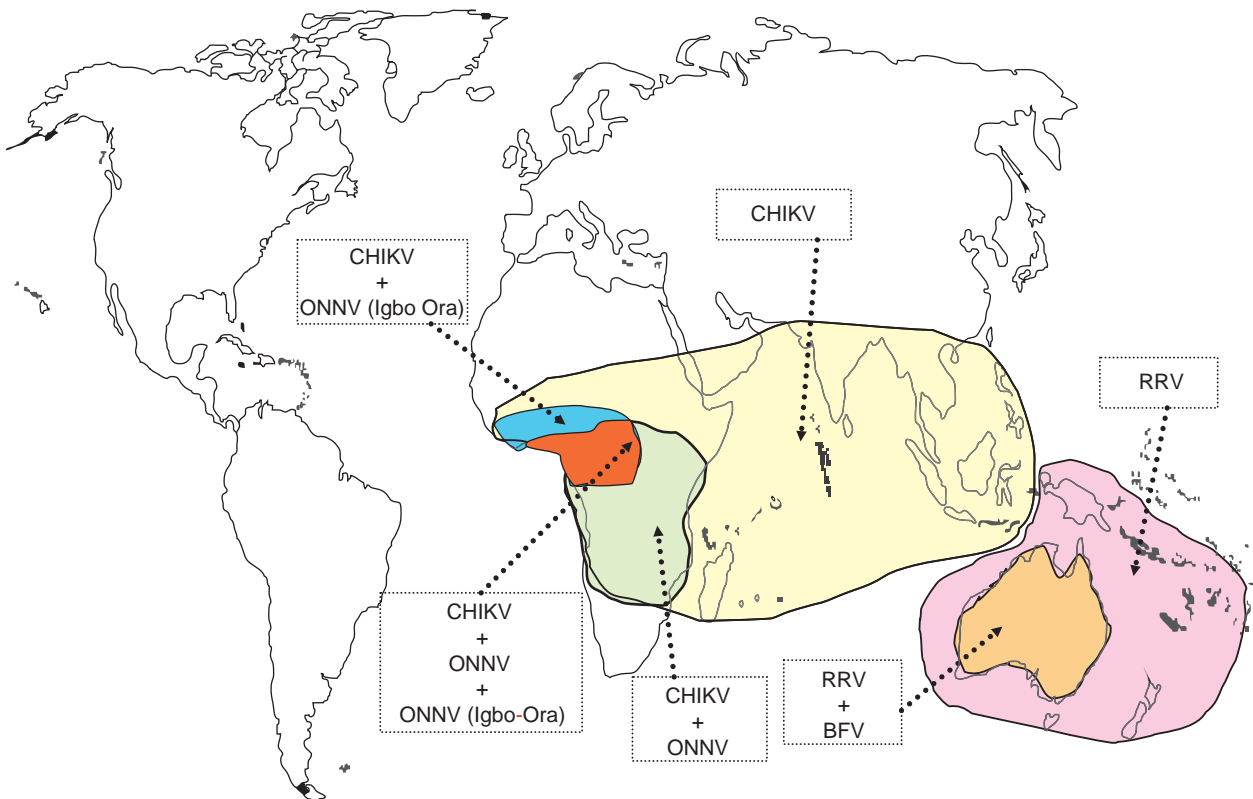 CHIKV
CHIKV
+
ONNV (Igbo Ora)
RRV
CHIKV
+
ONNV
+
ONNV (Igbo-Ora)
CHIKV
+
ONNV
RRV
+
BFV